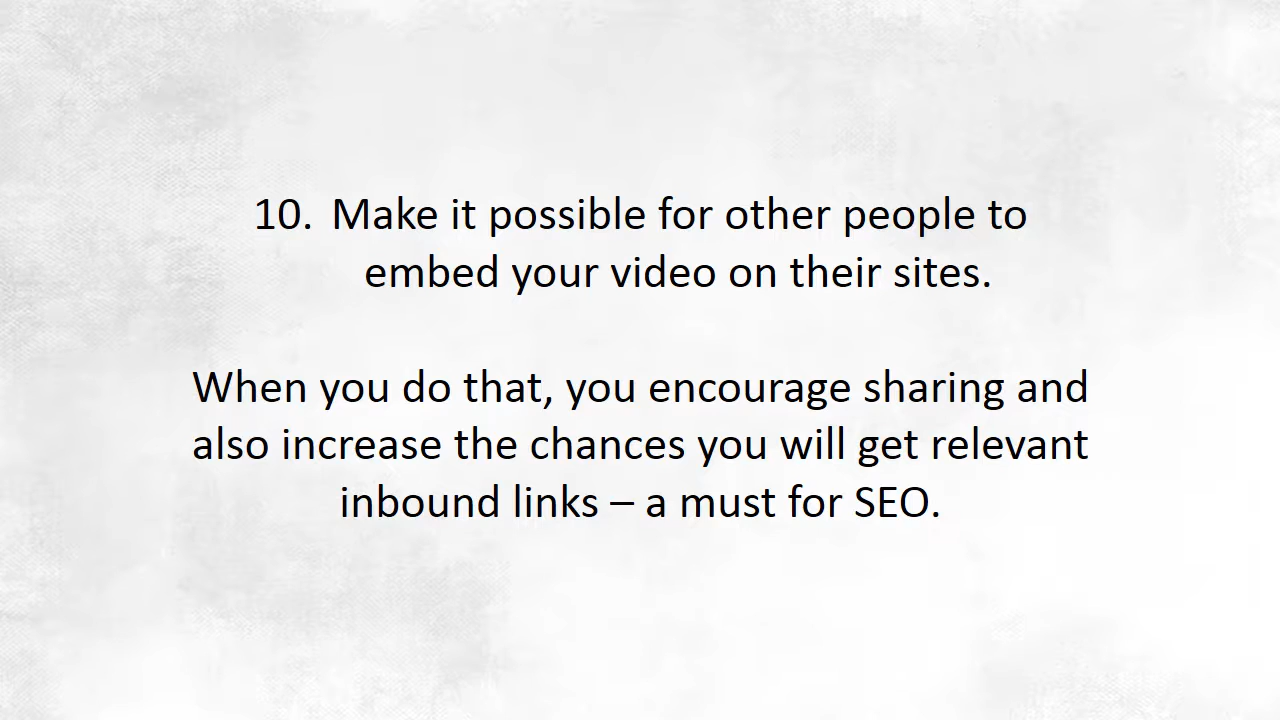 10. Make it possible for other people to
embed your video on their sites.
When you do that, you encourage sharing and
also increase the chances you will get relevant
inbound links – a must for SEO.